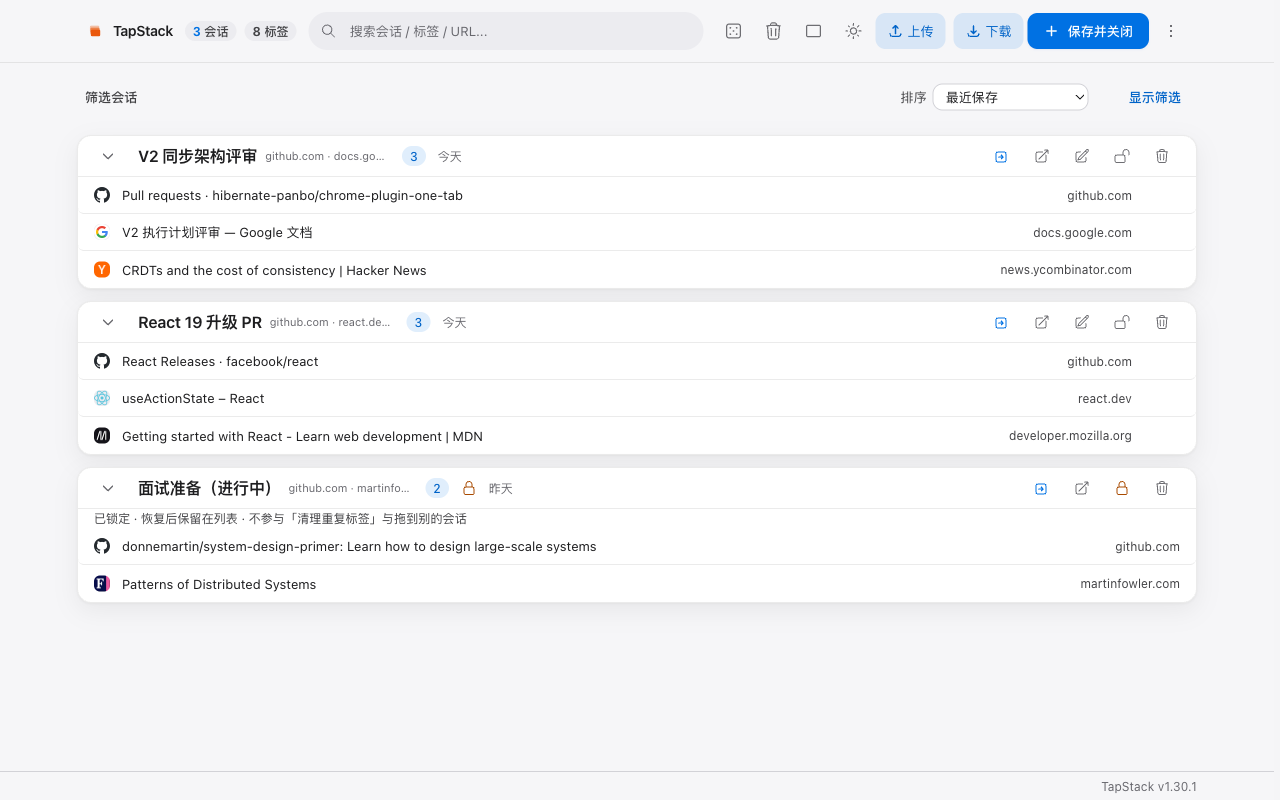 TapStack 3 会话 8 标签 搜索会话 / 标签 / URL... 上传 下载 保存并关闭
筛选会话 排序 最近保存 显示筛选
V2 同步架构评审 github.com · docs.go... 3 今天
Pull requests · hibernate-panbo/chrome-plugin-one-tab github.com
V2 执行计划评审 — Google 文档 docs.google.com
CRDTs and the cost of consistency | Hacker News news.ycombinator.com
React 19 升级 PR github.com · react.de... 3 今天
React Releases · facebook/react github.com
useActionState – React react.dev
Getting started with React - Learn web development | MDN developer.mozilla.org
面试准备（进行中） github.com · martinfo... 2 昨天
已锁定 · 恢复后保留在列表 · 不参与「清理重复标签」与拖到别的会话
donnemartin/system-design-primer: Learn how to design large-scale systems github.com
Patterns of Distributed Systems martinfowler.com
TapStack v1.30.1